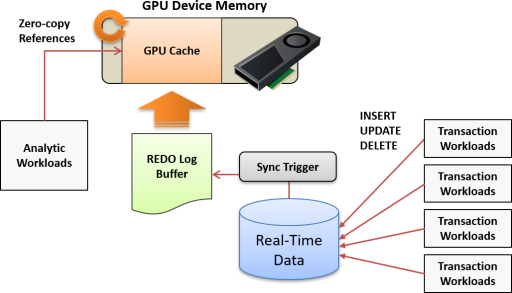 GPU Device Memory
Zero-copy
References
GPU Cache
INSERT
UPDATE
DELETE
Analytic
Workloads
REDO Log
Buffer
Sync Trigger
Real-Time
Data
Transaction
Workloads
Transaction
Workloads
Transaction
Workloads
Transaction
Workloads